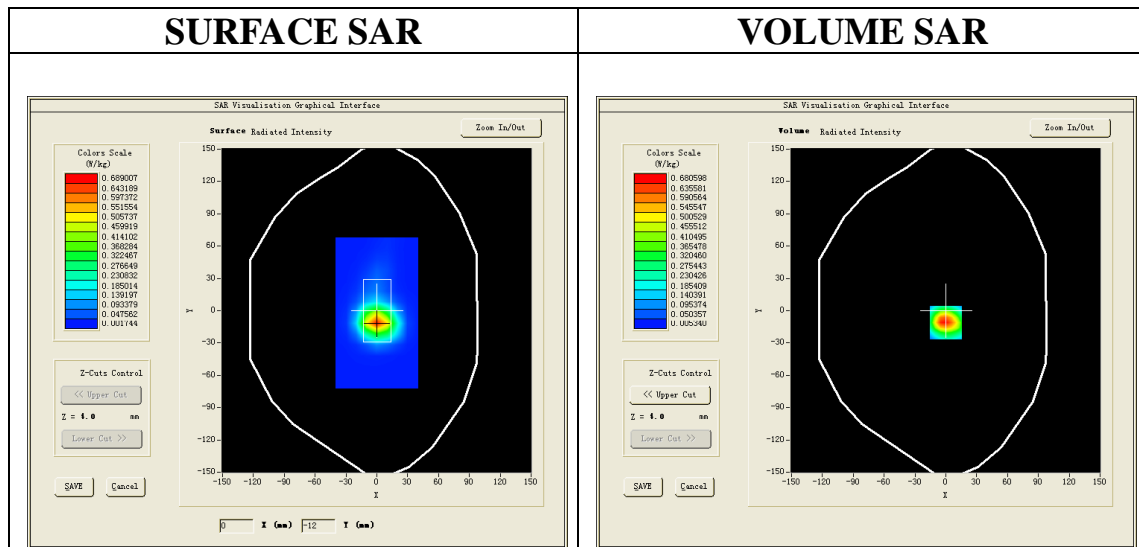 SURFACE SAR
SAR Visualisation Graphical Interface
Surface Radiated Intensity
Zoom In/Out
Colors Scale
(W/kg)
0.689007
0.643189
0.597372
0.551554
0.505737
0.459919
0.414102
0.368284
0.322467
0.276649
0.230832
0.185014
0.139197
0.093379
0.047562
0.001744
Z-Cuts Control
<< Upper Cut
Z = 4.0 mm
Lower Cut >>
SAVE Cancel
150
120
90
60
30
0
-30
-60
-90
-120
-150
Y
-150 -120 -90 -60 -30 0 30 60 90 120 150
X
0 X (mm) -12 Y (mm)
VOLUME SAR
SAR Visualisation Graphical Interface
Volume Radiated Intensity
Zoom In/Out
Colors Scale
(W/kg)
0.680598
0.635581
0.590564
0.545547
0.500529
0.455512
0.410495
0.365478
0.320460
0.275443
0.230426
0.185409
0.140391
0.095374
0.050357
0.005340
Z-Cuts Control
<< Upper Cut
Z = 4.0 mm
Lower Cut >>
SAVE Cancel
150
120
90
60
30
0
-30
-60
-90
-120
-150
Y
-150 -120 -90 -60 -30 0 30 60 90 120 150
X